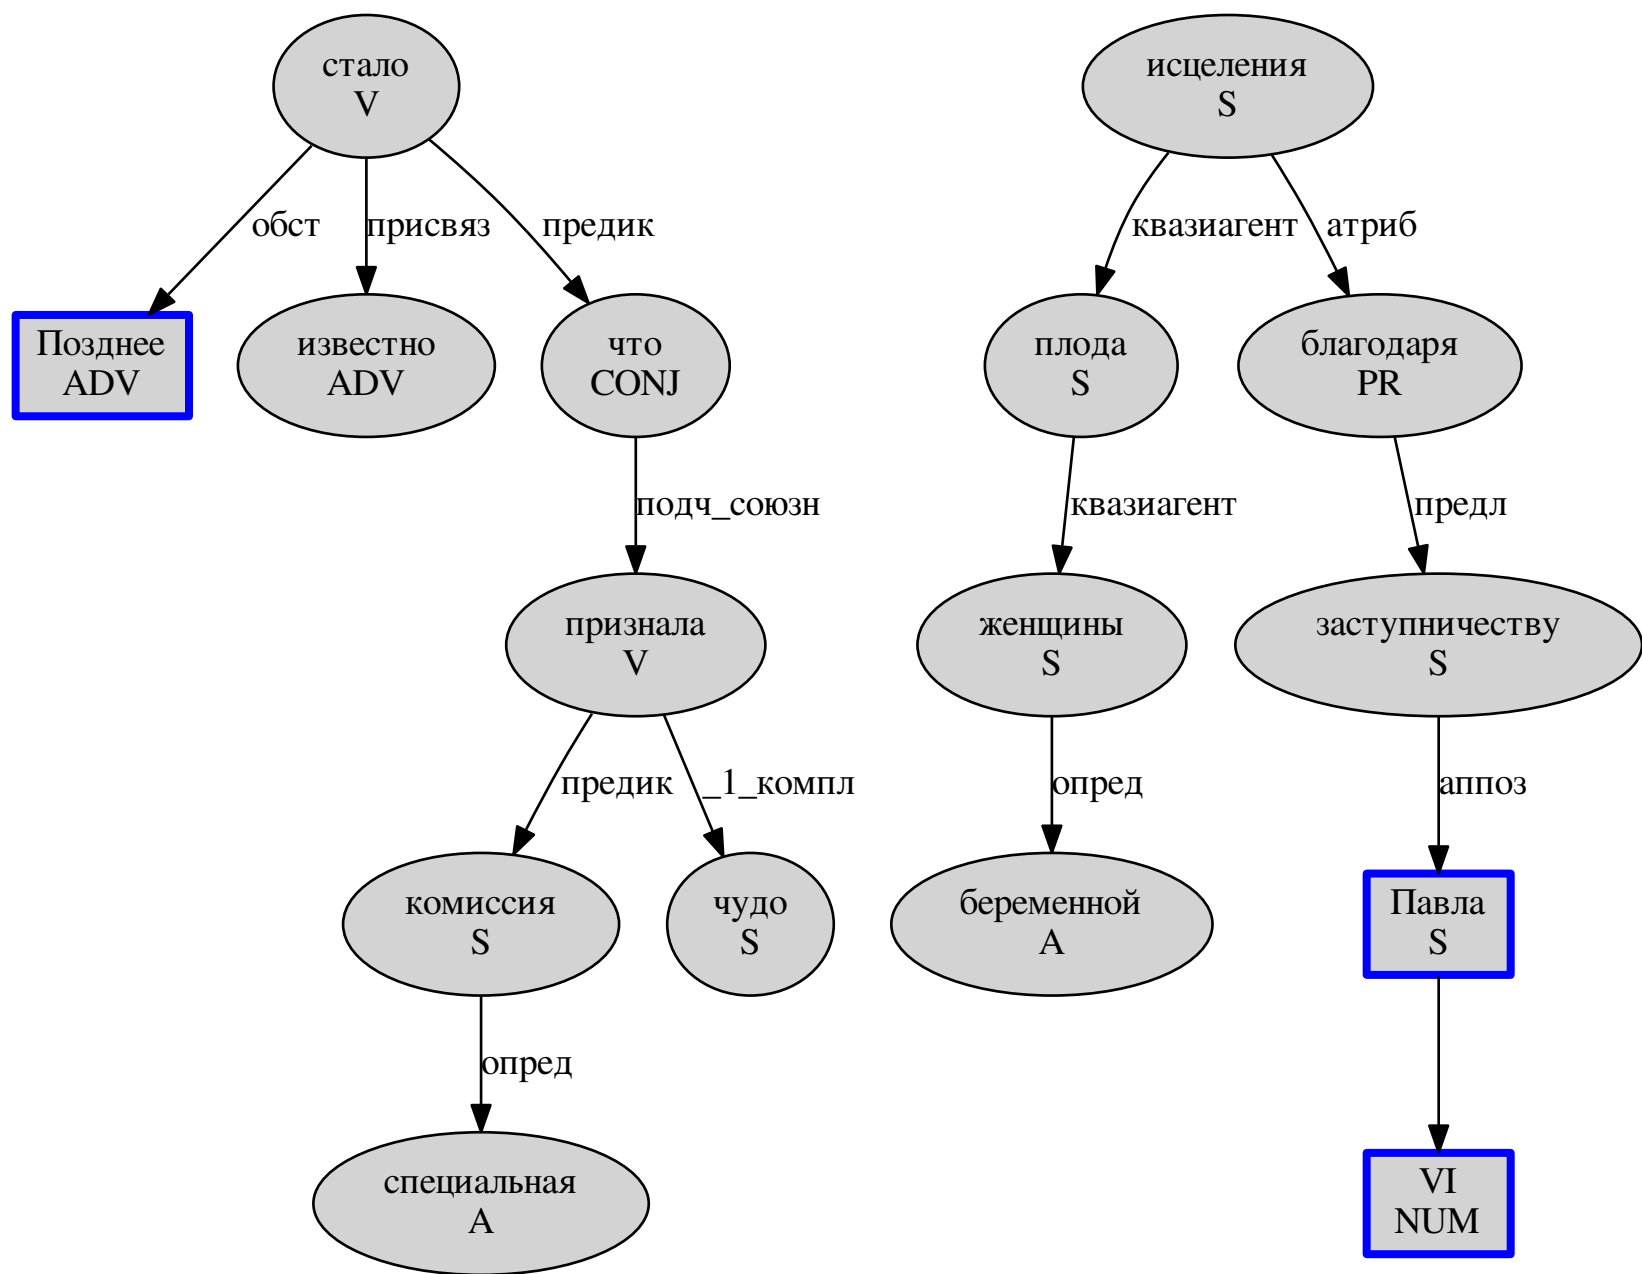 стало
V
исцеления
S
обст
присвяз
предик
квазиагент
атриб
Позднее
ADV
известно
ADV
что
CONJ
плода
S
благодаря
PR
подч_союзн
квазиагент
предл
признала
V
женщины
S
заступничеству
S
предик
_1_компл
опред
аппоз
комиссия
S
чудо
S
беременной
A
Павла
S
опред
специальная
A
VI
NUM